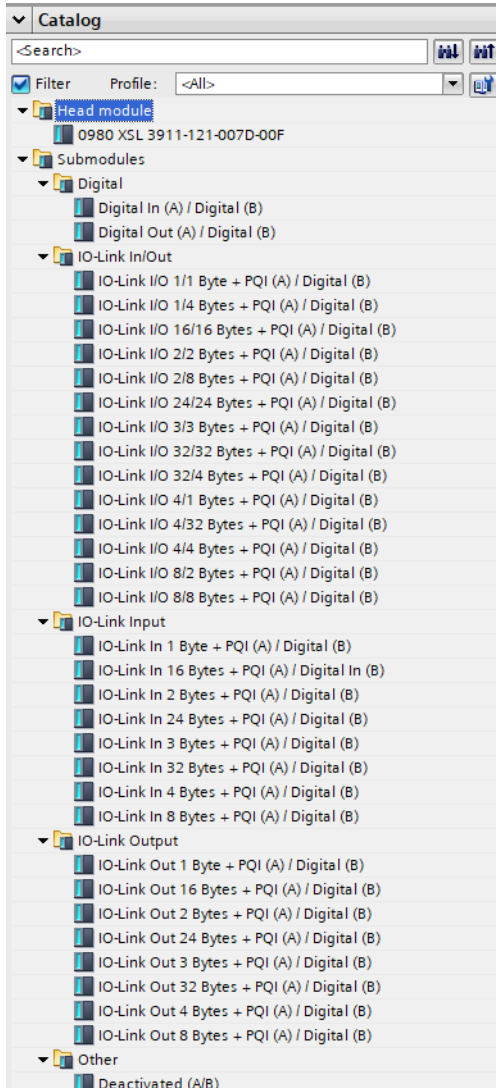 Catalog
<Search>
Filter Profile: <All>
Head module
0980 XSL 3911-121-007D-00F
Submodules
Digital
Digital In (A) / Digital (B)
Digital Out (A) / Digital (B)
IO-Link In/Out
IO-Link I/O 1/1 Byte + PQI (A) / Digital (B)
IO-Link I/O 1/4 Bytes + PQI (A) / Digital (B)
IO-Link I/O 16/16 Bytes + PQI (A) / Digital (B)
IO-Link I/O 2/2 Bytes + PQI (A) / Digital (B)
IO-Link I/O 2/8 Bytes + PQI (A) / Digital (B)
IO-Link I/O 24/24 Bytes + PQI (A) / Digital (B)
IO-Link I/O 3/3 Bytes + PQI (A) / Digital (B)
IO-Link I/O 32/32 Bytes + PQI (A) / Digital (B)
IO-Link I/O 32/4 Bytes + PQI (A) / Digital (B)
IO-Link I/O 4/1 Bytes + PQI (A) / Digital (B)
IO-Link I/O 4/32 Bytes + PQI (A) / Digital (B)
IO-Link I/O 4/4 Bytes + PQI (A) / Digital (B)
IO-Link I/O 8/2 Bytes + PQI (A) / Digital (B)
IO-Link I/O 8/8 Bytes + PQI (A) / Digital (B)
IO-Link Input
IO-Link In 1 Byte + PQI (A) / Digital (B)
IO-Link In 16 Bytes + PQI (A) / Digital In (B)
IO-Link In 2 Bytes + PQI (A) / Digital (B)
IO-Link In 24 Bytes + PQI (A) / Digital (B)
IO-Link In 3 Bytes + PQI (A) / Digital (B)
IO-Link In 32 Bytes + PQI (A) / Digital (B)
IO-Link In 4 Bytes + PQI (A) / Digital (B)
IO-Link In 8 Bytes + PQI (A) / Digital (B)
IO-Link Output
IO-Link Out 1 Byte + PQI (A) / Digital (B)
IO-Link Out 16 Bytes + PQI (A) / Digital (B)
IO-Link Out 2 Bytes + PQI (A) / Digital (B)
IO-Link Out 24 Bytes + PQI (A) / Digital (B)
IO-Link Out 3 Bytes + PQI (A) / Digital (B)
IO-Link Out 32 Bytes + PQI (A) / Digital (B)
IO-Link Out 4 Bytes + PQI (A) / Digital (B)
IO-Link Out 8 Bytes + PQI (A) / Digital (B)
Other
Deactivated (A/B)